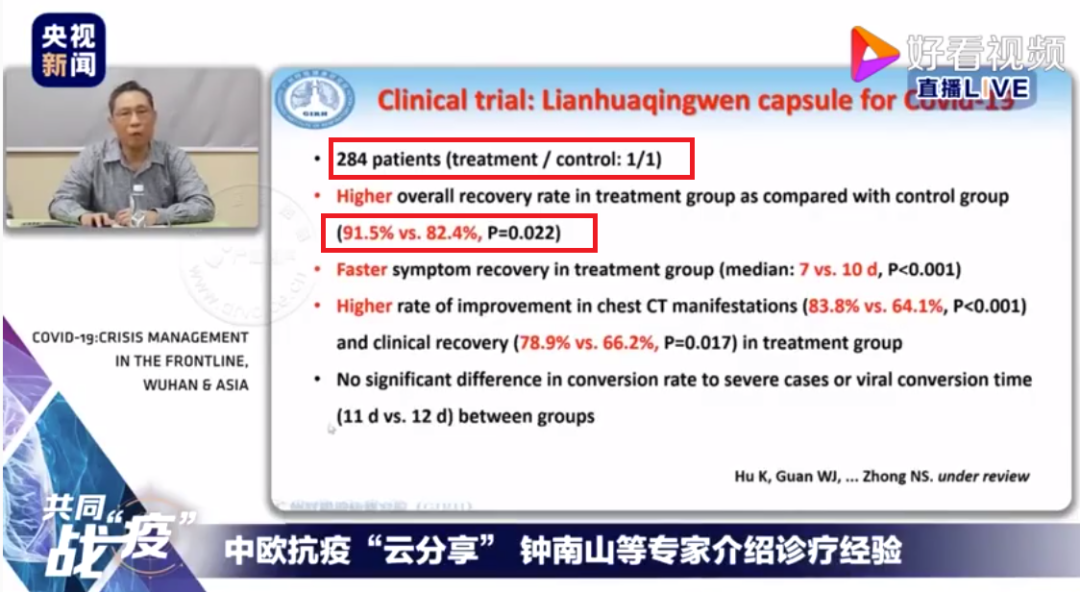 央视
新闻
好看视频
直播LIVE
Clinical trial: Lianhuaqingwen capsule for Covid-19
GIRH
• 284 patients (treatment / control: 1/1)
• Higher overall recovery rate in treatment group as compared with control group
(91.5% vs. 82.4%, P=0.022)
• Faster symptom recovery in treatment group (median: 7 vs. 10 d, P<0.001)
• Higher rate of improvement in chest CT manifestations (83.8% vs. 64.1%, P<0.001)
and clinical recovery (78.9% vs. 66.2%, P=0.017) in treatment group
• No significant difference in conversion rate to severe cases or viral conversion time
(11 d vs. 12 d) between groups
Hu K, Guan WJ, ... Zhong NS. under review
COVID-19:CRISIS MANAGEMENT
IN THE FRONTLINE,
WUHAN & ASIA
共同
战“疫”
中欧抗疫“云分享” 钟南山等专家介绍诊疗经验